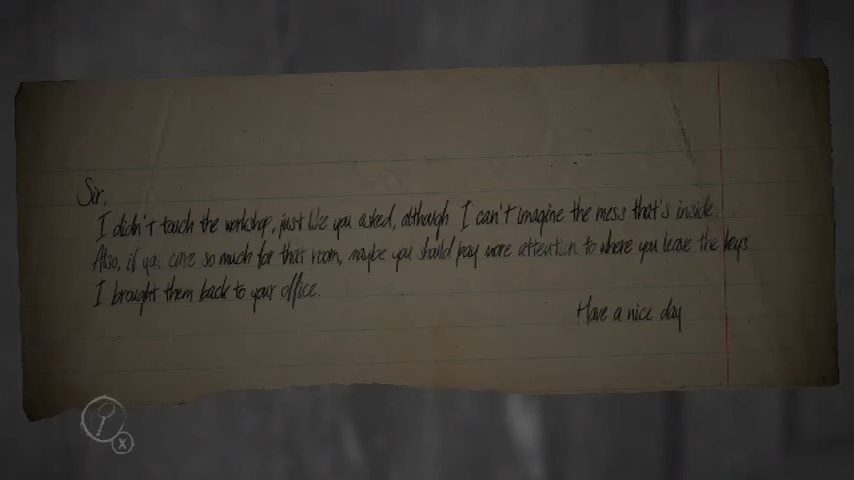 Sir.
I didn't touch the workshop, just like you asked, although I can't imagine the mess that's inside.
Also, if you care so much for that room, maybe you should pay more attention to where you leave the keys
I brought them back to your office.
Have a nice day
X